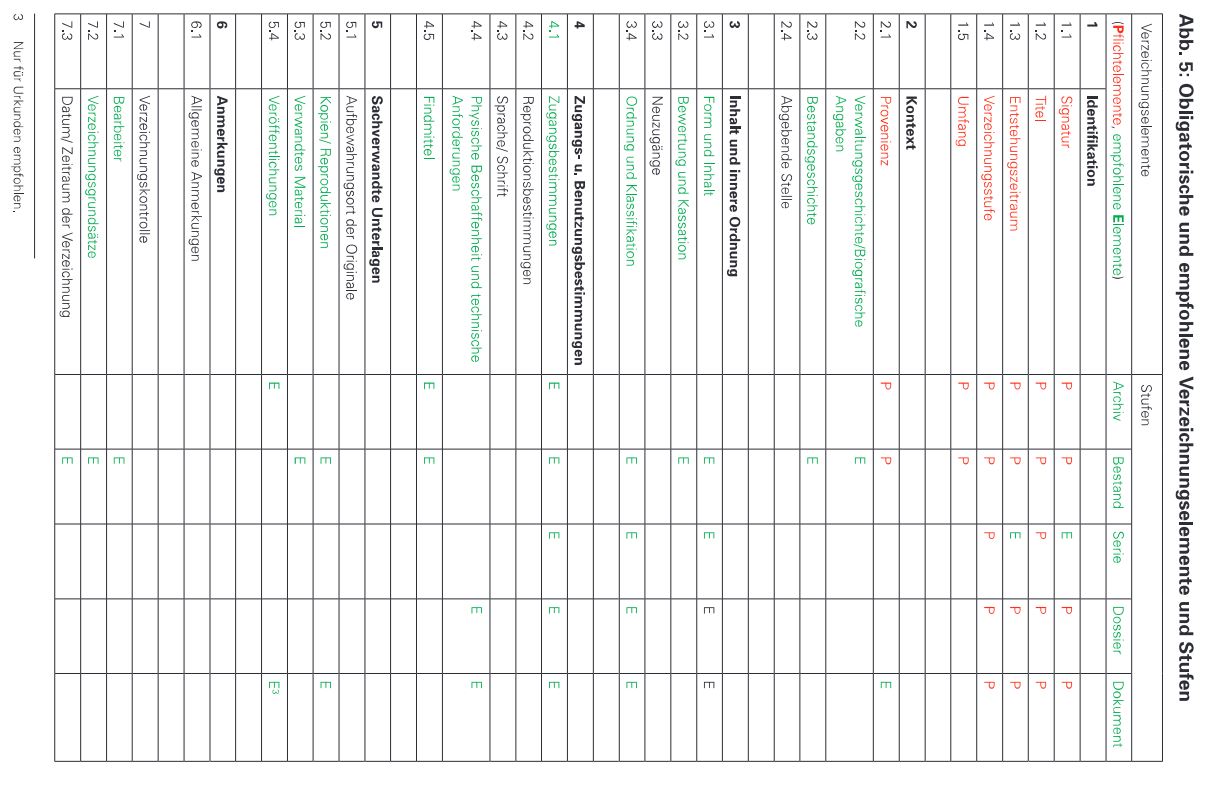 Abb. 5: Obligatorische und empfohlene Verzeichnungselemente und Stufen
Verzeichnungselemente Stufen
(Pflichtelemente, empfohlene Elemente) Archiv Bestand Serie Dossier Dokument
1 Identifikation
1.1 Signatur P P E P P
1.2 Titel P P P P P
1.3 Entstehungszeitraum P P E P P
1.4 Verzeichnungsstufe P P P P P
1.5 Umfang P P
2 Kontext
2.1 Provenienz P P E
2.2 Verwaltungsgeschichte/Biografische E
Angaben
2.3 Bestandsgeschichte E
2.4 Abgebende Stelle
3 Inhalt und innere Ordnung
3.1 Form und Inhalt E E E E
3.2 Bewertung und Kassation E
3.3 Neuzugänge
3.4 Ordnung und Klassifikation E E E E
4 Zugangs- u. Benutzungsbestimmungen
4.1 Zugangsbestimmungen E E E E E
4.2 Reproduktionsbestimmungen
4.3 Sprache/ Schrift
4.4 Physische Beschaffenheit und technische E E
Anforderungen
4.5 Findmittel E E
5 Sachverwandte Unterlagen
5.1 Aufbewahrungsort der Originale
5.2 Kopien/ Reproduktionen E E
5.3 Verwandtes Material E
5.4 Veröffentlichungen E E³
6 Anmerkungen
6.1 Allgemeine Anmerkungen
7 Verzeichnungskontrolle
7.1 Bearbeiter E
7.2 Verzeichnungsgrundsätze E
7.3 Datum/ Zeitraum der Verzeichnung E
3 Nur für Urkunden empfohlen.